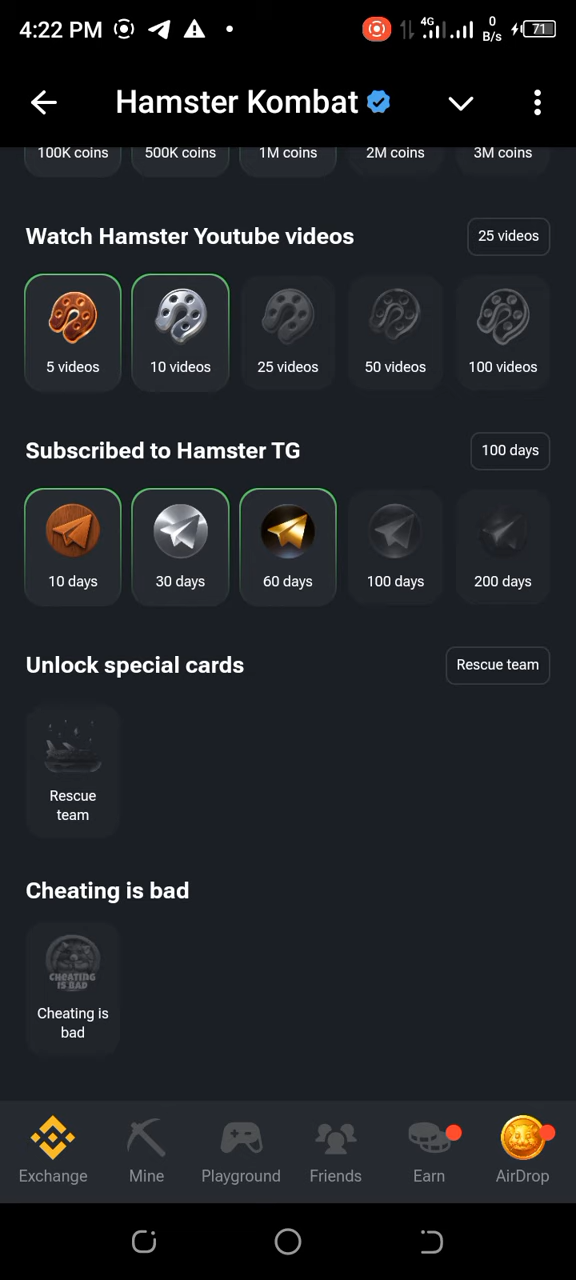 4:22 PM 4G 0 B/s 71
Hamster Kombat
100K coins 500K coins 1M coins 2M coins 3M coins
Watch Hamster Youtube videos 25 videos
5 videos 10 videos 25 videos 50 videos 100 videos
Subscribed to Hamster TG 100 days
10 days 30 days 60 days 100 days 200 days
Unlock special cards Rescue team
Rescue
team
Cheating is bad
CHEATING
IS BAD
Cheating is
bad
Exchange Mine Playground Friends Earn AirDrop